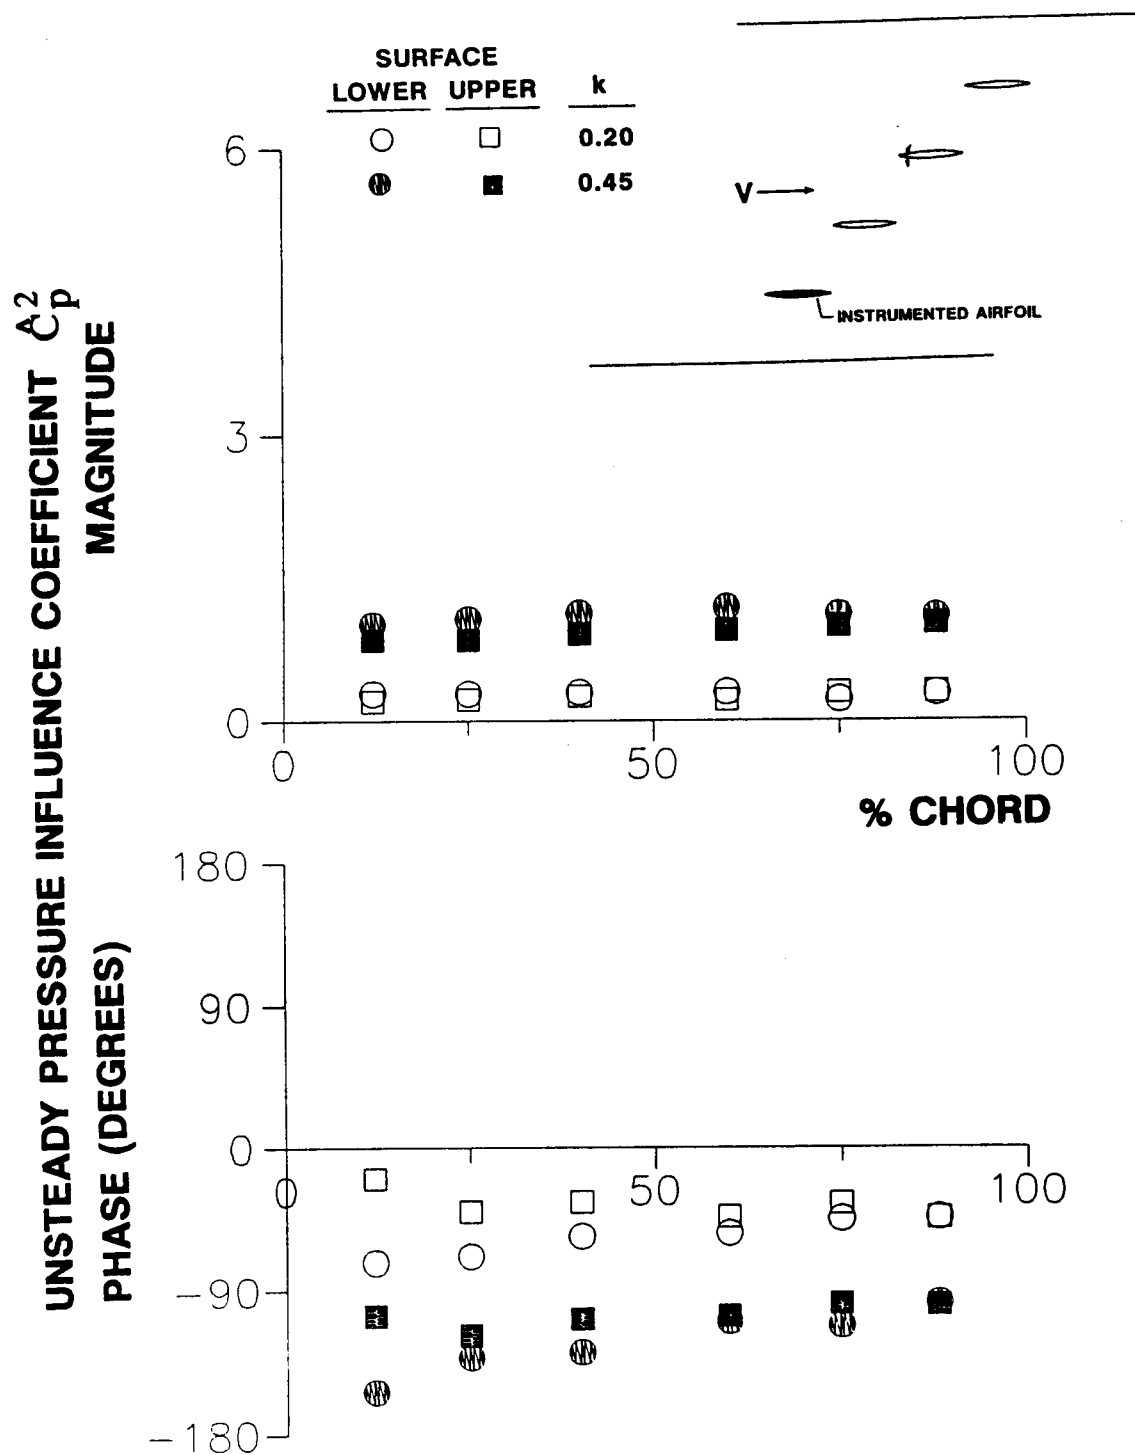 SURFACE
LOWER UPPER k
0.20
0.45
V
INSTRUMENTED AIRFOIL
UNSTEADY PRESSURE INFLUENCE COEFFICIENT Ĉp2
MAGNITUDE
6
3
0
0 50 100
% CHORD
PHASE (DEGREES)
180
90
0
-90
-180
0 50 100